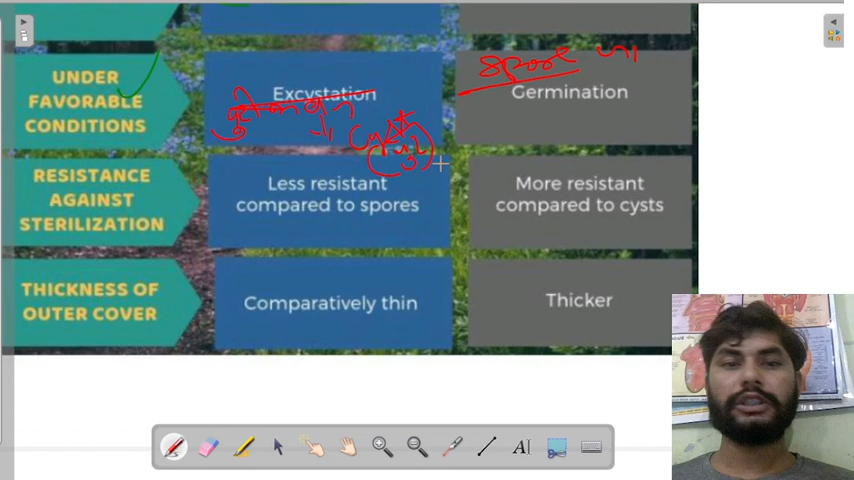 UNDER
FAVORABLE
CONDITIONS
Excystation
Cyst
Spore
Germination
RESISTANCE
AGAINST
STERILIZATION
Less resistant
compared to spores
More resistant
compared to cysts
THICKNESS OF
OUTER COVER
Comparatively thin
Thicker
A